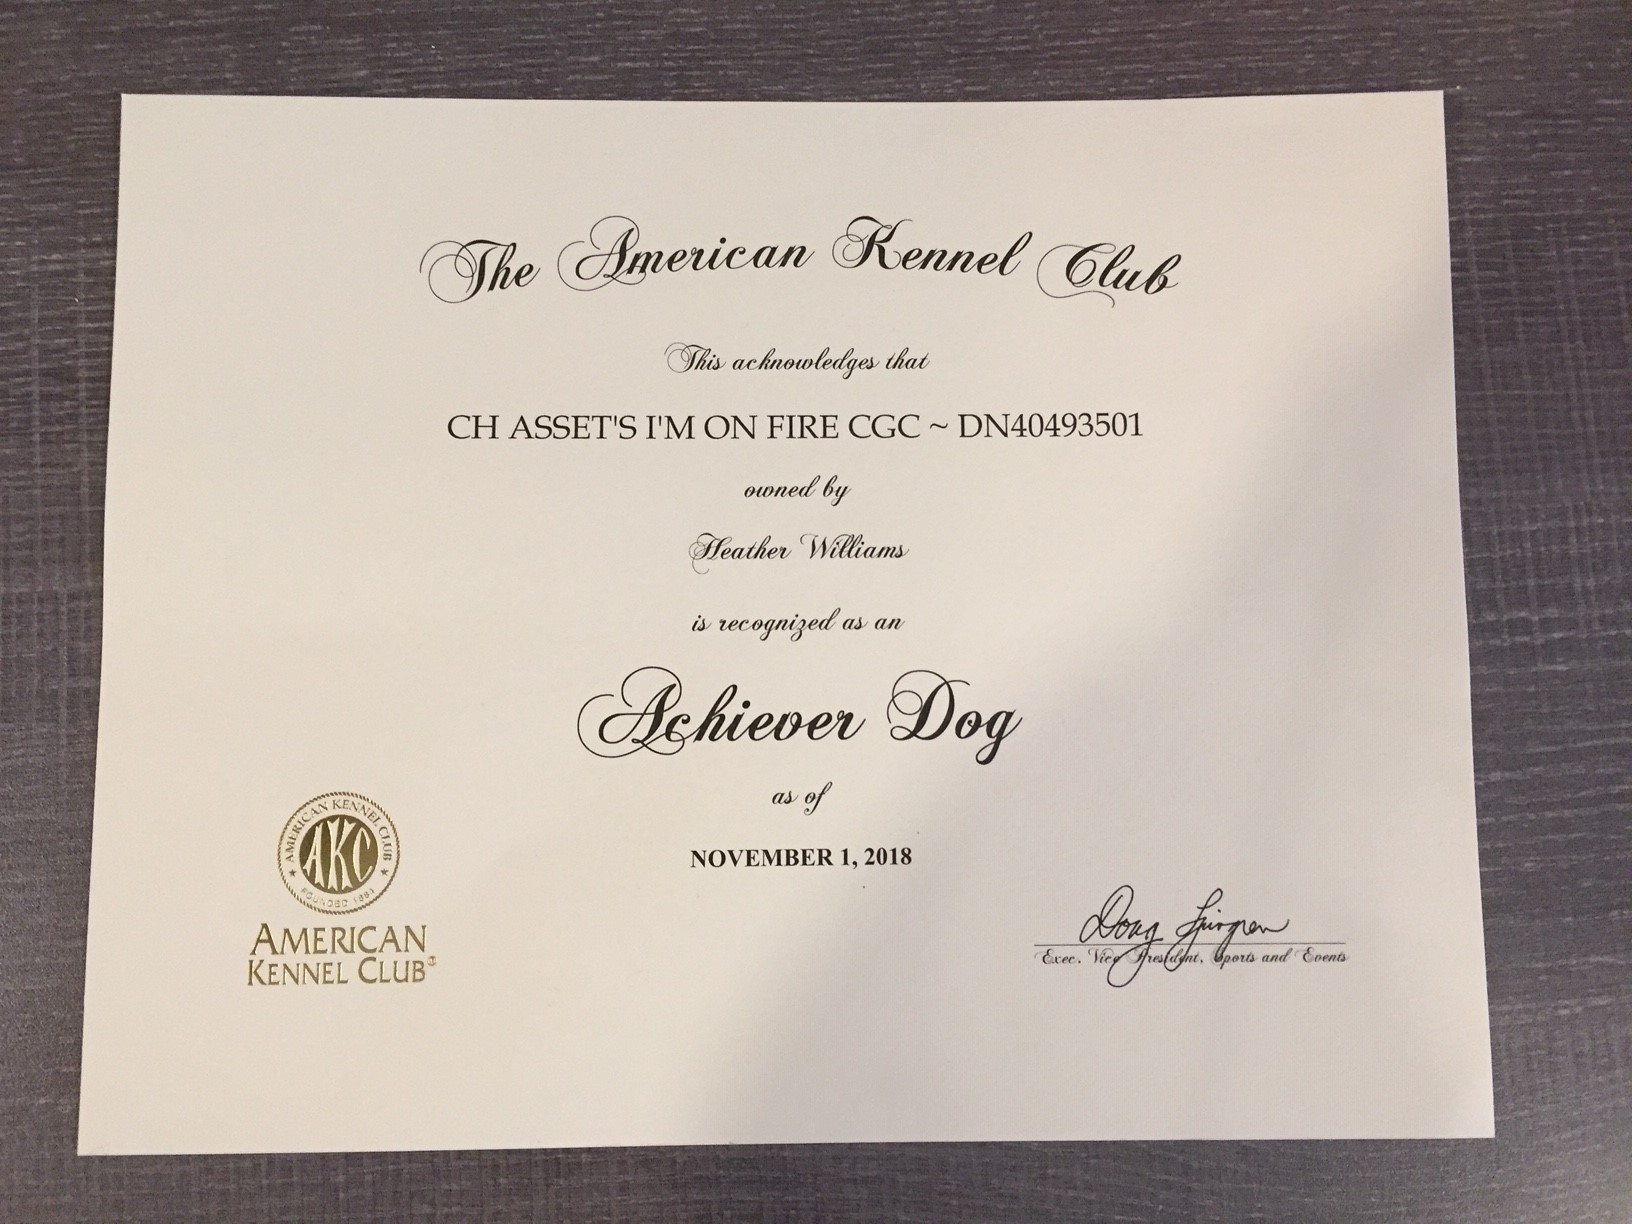 The American Kennel Club
This acknowledges that
CH ASSET'S I'M ON FIRE CGC ~ DN40493501
owned by
Heather Williams
is recognized as an
Achiever Dog
as of
NOVEMBER 1, 2018
AMERICAN KENNEL CLUB
AKC
FOUNDED 1884
AMERICAN
KENNEL CLUB®
Doug Ljungren
Exec. Vice President, Sports and Events